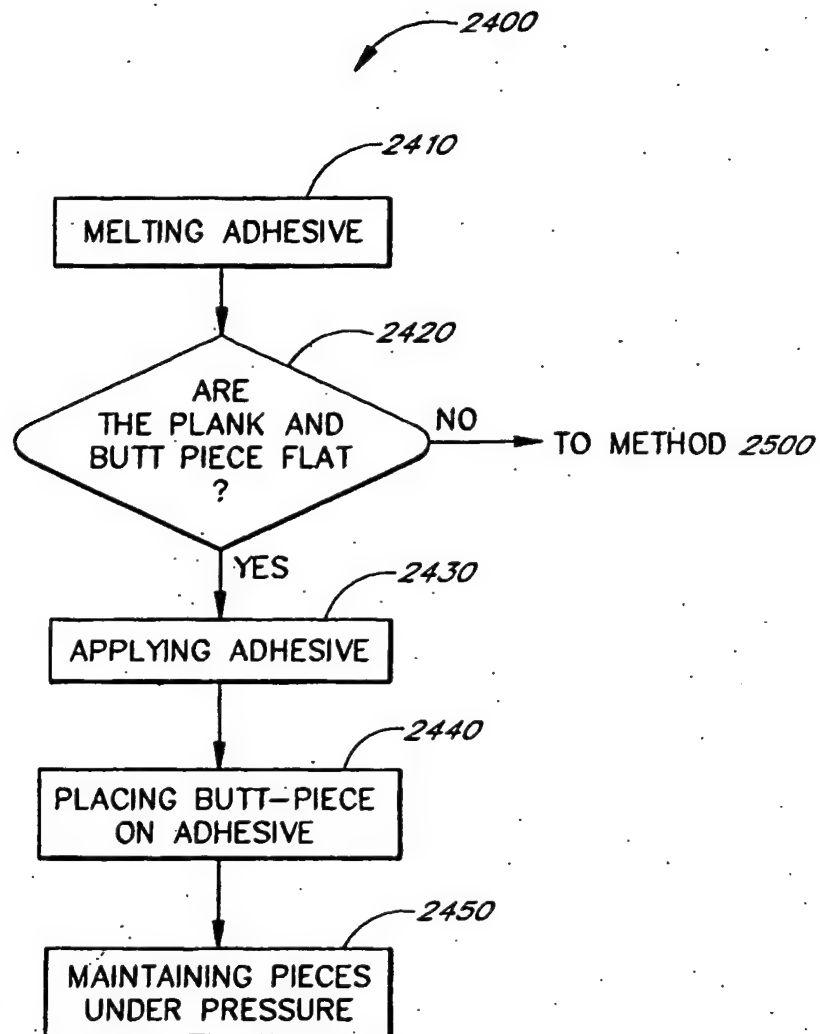 2400
2410
MELTING ADHESIVE
2420
ARE
THE PLANK AND
BUTT PIECE FLAT
?
NO
TO METHOD 2500
YES
2430
APPLYING ADHESIVE
2440
PLACING BUTT-PIECE
ON ADHESIVE
2450
MAINTAINING PIECES
UNDER PRESSURE